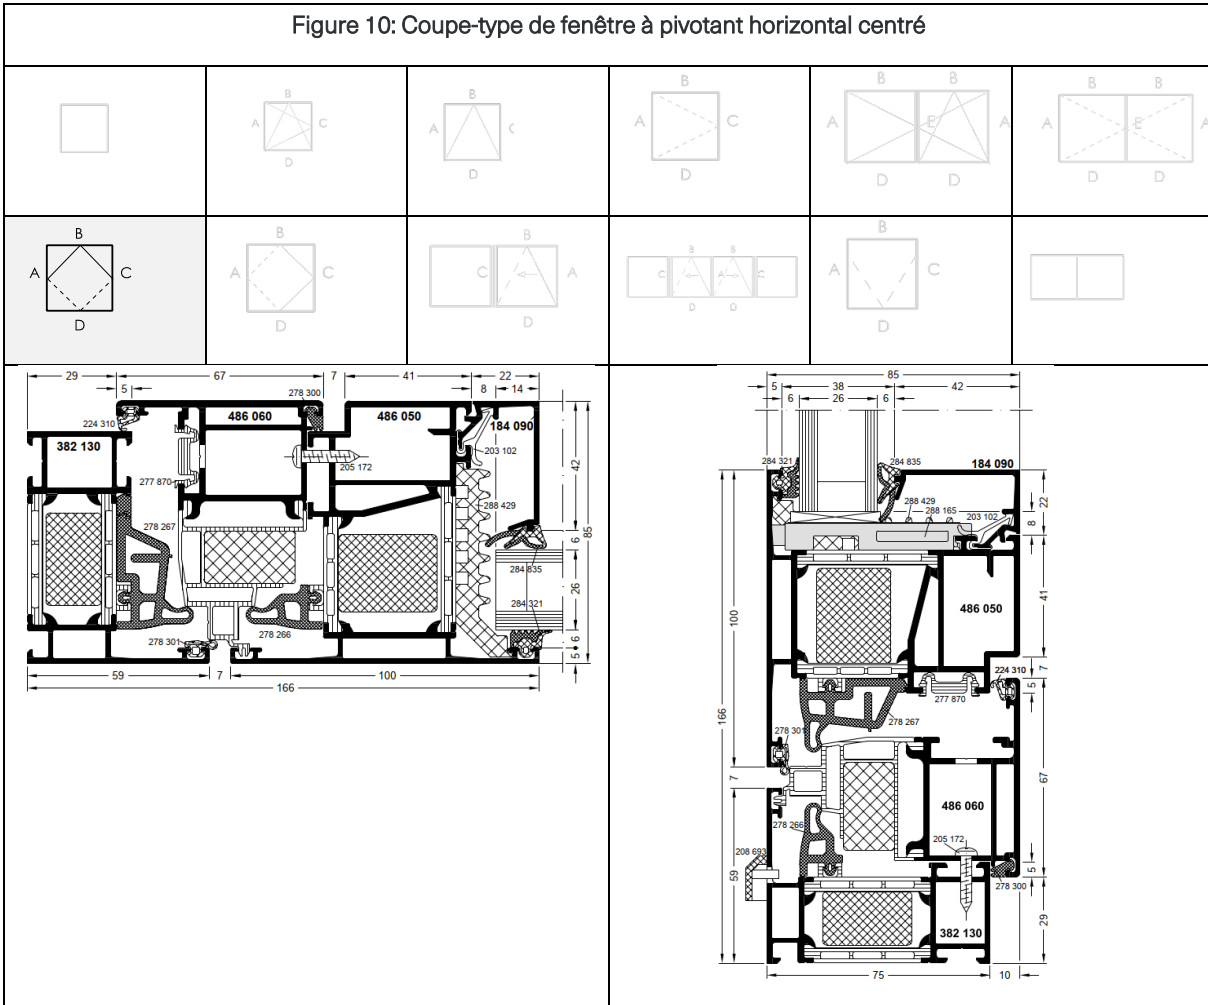 Figure 10: Coupe-type de fenêtre à pivotant horizontal centré
B
A C
D
B
A C
D
B
A C
D
B B
A E A
D D
B B
A E A
D D
B
A C
D
B
A C
D
B
C A
D
B B
C A C
D D
B
A C
D
29 67 7 41 22
5 8 14
278 300
486 060 486 050
224 310 184 090
382 130
203 102
205 172
277 870
42
288 429
278 267
85
6
284 835
26
284 321
278 301 278 266
6
5
59 7 100
166
85
5 38 42
6 26 6
284 321 284 835
184 090
288 429
288 165
203 102
22
8
486 050
41
100
7
224 310
5
277 870
278 267
166
278 301
67
7
486 060
278 266
205 172
208 693
5
278 300
59
29
382 130
75 10